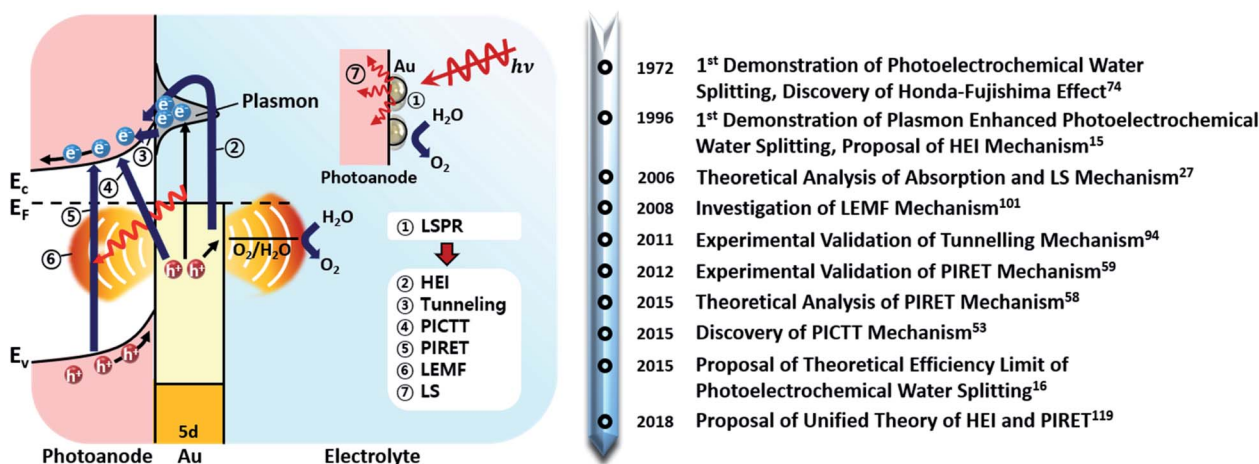 e⁻
e⁻
e⁻
e⁻
e⁻
e⁻
e⁻
Plasmon
③
②
④
E_c
E_F
⑤
⑥
h⁺ h⁺
O₂/H₂O
H₂O
O₂
E_v
h⁺ h⁺ h⁺
5d
Photoanode Au Electrolyte
Au
⑦
①
hν
H₂O
O₂
Photoanode
① LSPR
② HEI
③ Tunneling
④ PICTT
⑤ PIRET
⑥ LEMF
⑦ LS
1972 1st Demonstration of Photoelectrochemical Water
Splitting, Discovery of Honda-Fujishima Effect74
1996 1st Demonstration of Plasmon Enhanced Photoelectrochemical
Water Splitting, Proposal of HEI Mechanism15
2006 Theoretical Analysis of Absorption and LS Mechanism27
2008 Investigation of LEMF Mechanism101
2011 Experimental Validation of Tunnelling Mechanism94
2012 Experimental Validation of PIRET Mechanism59
2015 Theoretical Analysis of PIRET Mechanism58
2015 Discovery of PICTT Mechanism53
2015 Proposal of Theoretical Efficiency Limit of
Photoelectrochemical Water Splitting16
2018 Proposal of Unified Theory of HEI and PIRET119